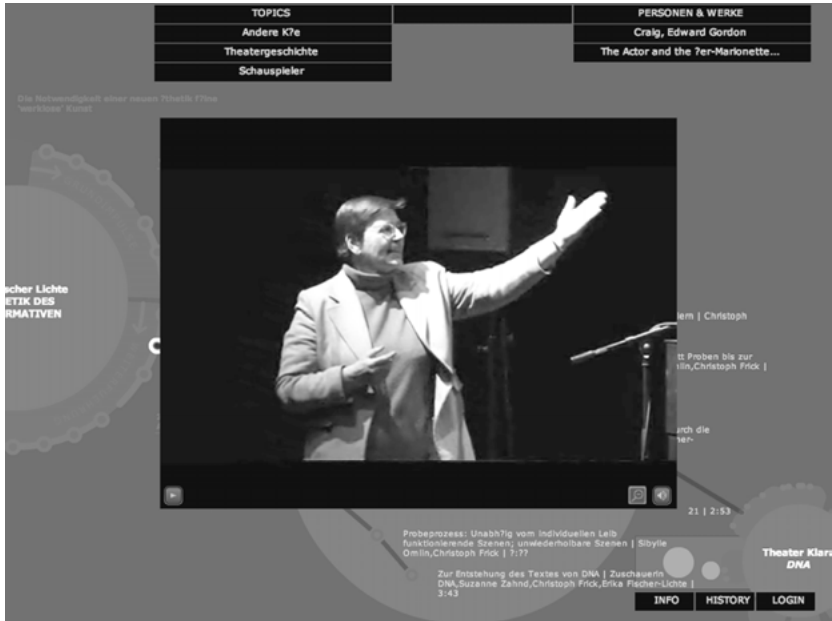 TOPICS
PERSONEN & WERKE
Andere K?e
Craig, Edward Gordon
Theatergeschichte
The Actor and the ?er-Marionette...
Schauspieler
Die Notwendigkeit einer neuen ?sthetik f??ine
'werklose' Kunst
scher Lichte
ETIK DES
RMATIVEN
lern | Christoph
tt Proben bis zur
nlin,Christoph Frick |
urch die
her-
21 | 2:53
Probeprozess: Unabh?ig vom individuellen Leib
funktionierende Szenen; unwiederholbare Szenen | Sibylle
Omlin,Christoph Frick | ?:??
Theater Klara
DNA
Zur Entstehung des Textes von DNA | Zuschauerin
DNA,Suzanne Zahnd,Christoph Frick,Erika Fischer-Lichte |
3:43
INFO
HISTORY
LOGIN